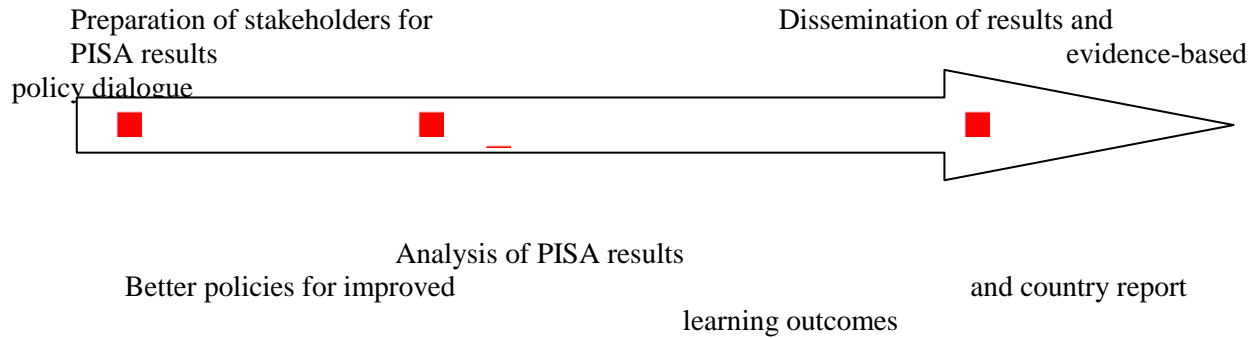 Preparation of stakeholders for Dissemination of results and
PISA results evidence-based
policy dialogue
Analysis of PISA results
Better policies for improved and country report
learning outcomes